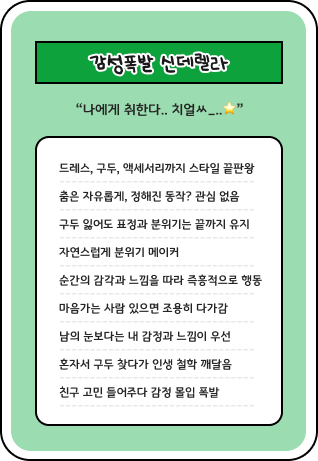 감성폭발 신데렐라
“나에게 취한다.. 치얼ㅆ_..⭐”
드레스, 구두, 액세서리까지 스타일 끝판왕
춤은 자유롭게, 정해진 동작? 관심 없음
구두 잃어도 표정과 분위기는 끝까지 유지
자연스럽게 분위기 메이커
순간의 감각과 느낌을 따라 즉흥적으로 행동
마음가는 사람 있으면 조용히 다가감
남의 눈보다는 내 감정과 느낌이 우선
혼자서 구두 찾다가 인생 철학 깨달음
친구 고민 들어주다 감정 몰입 폭발